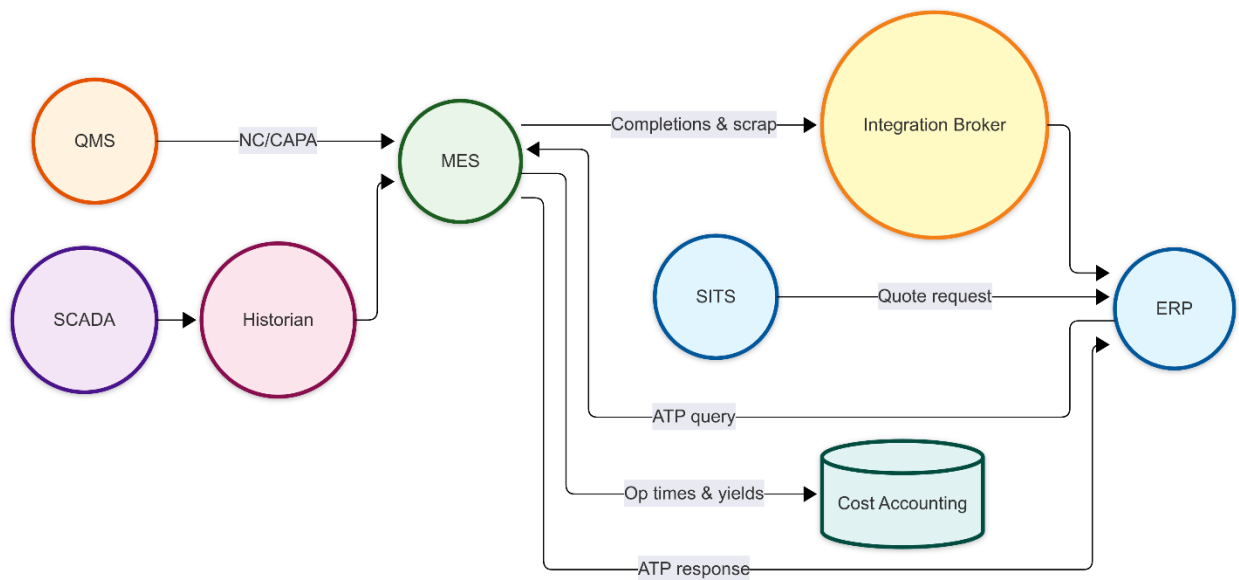 QMS
NC/CAPA
MES
Completions & scrap
Integration Broker
SCADA
Historian
SITS
Quote request
ERP
ATP query
Op times & yields
Cost Accounting
ATP response